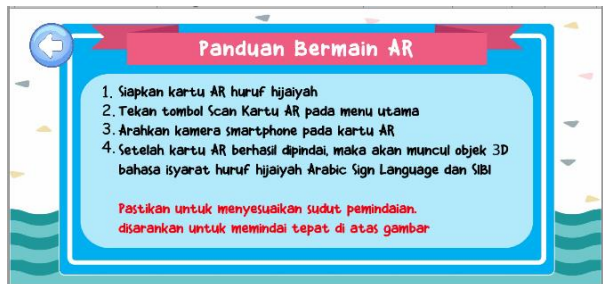 Panduan Bermain AR
1. Siapkan kartu AR huruf hijaiyah
2. Tekan tombol Scan Kartu AR pada menu utama
3. Arahkan kamera smartphone pada kartu AR
4. Setelah kartu AR berhasil dipindai, maka akan muncul objek 3D
bahasa isyarat huruf hijaiyah Arabic Sign Language dan SIBI
Pastikan untuk menyesuaikan sudut pemindaian.
disarankan untuk memindai tepat di atas gambar